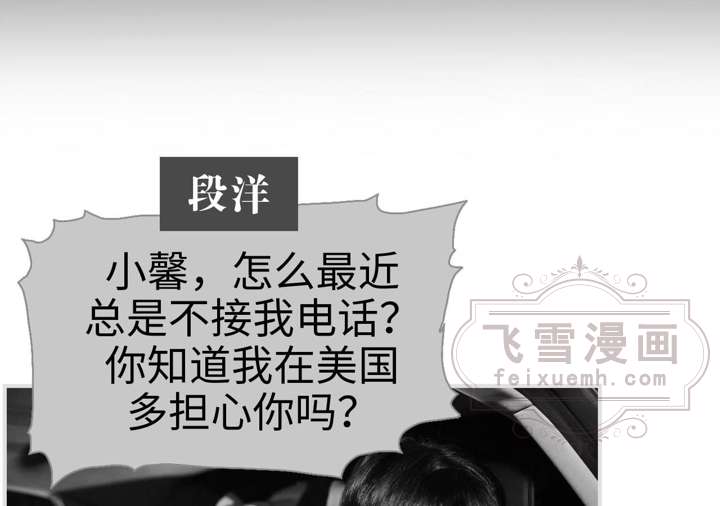 段洋
小馨，怎么最近
总是不接我电话？
你知道我在美国
多担心你吗？
飞雪漫画
feixuemh.com